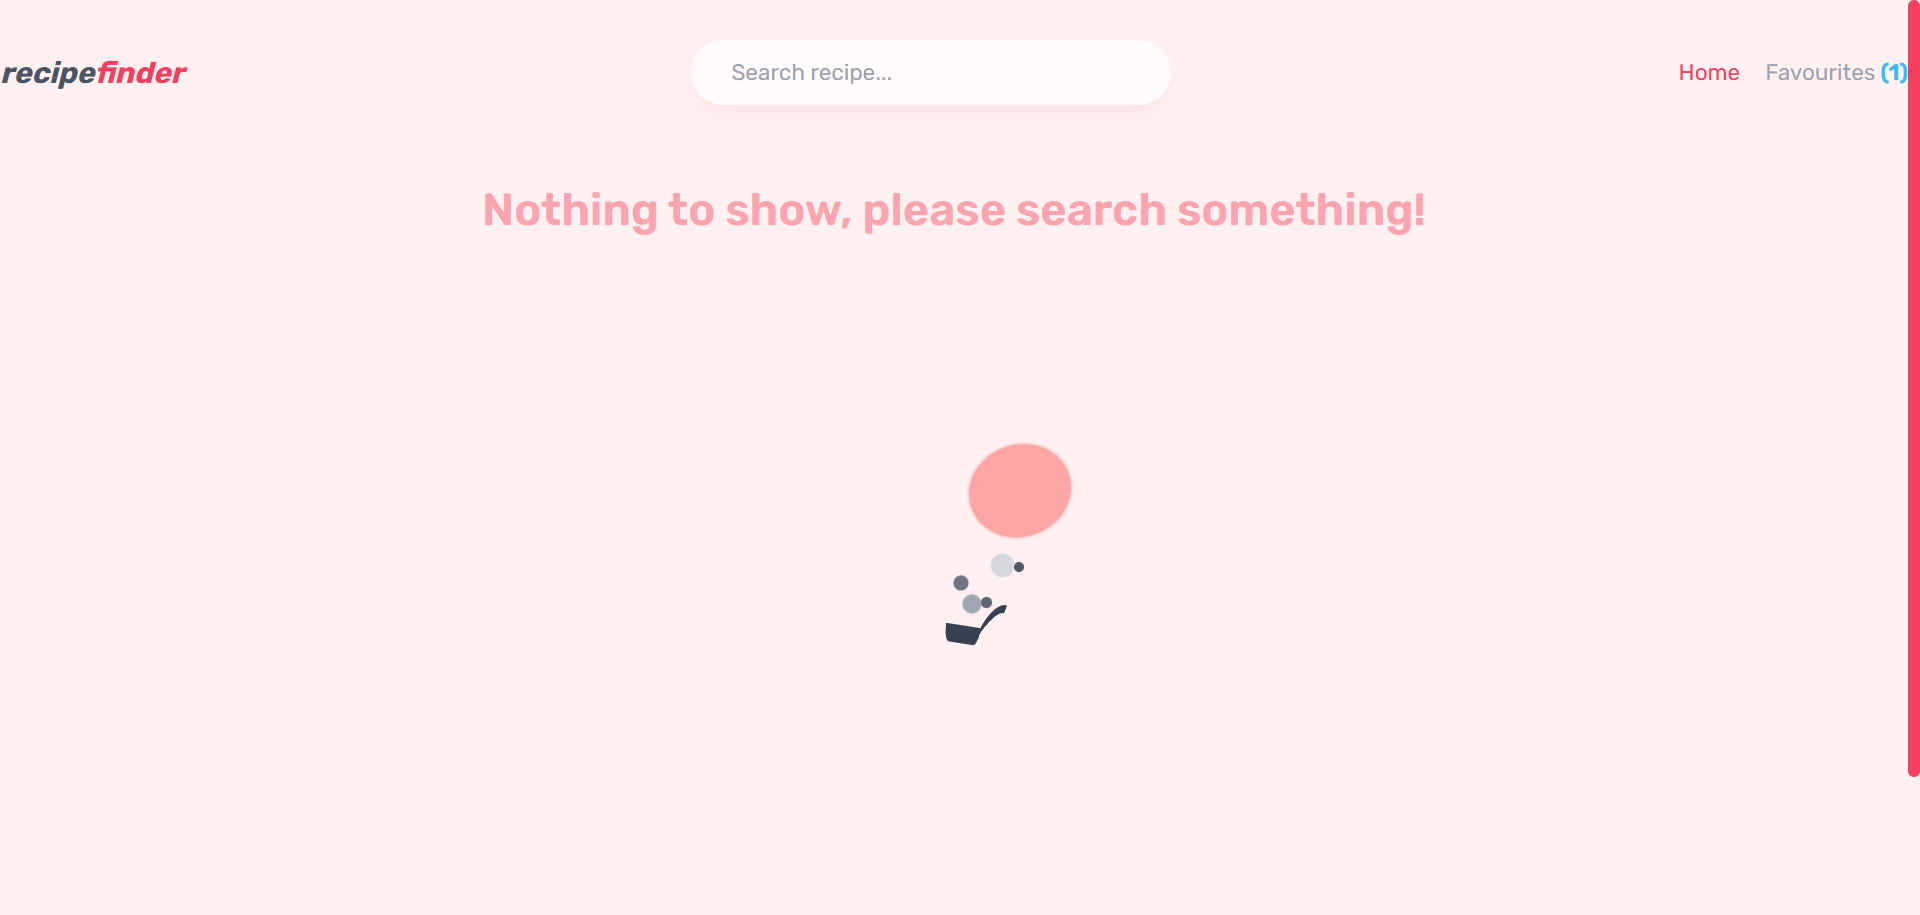 recipefinder
Search recipe...
Home
Favourites (1)
Nothing to show, please search something!